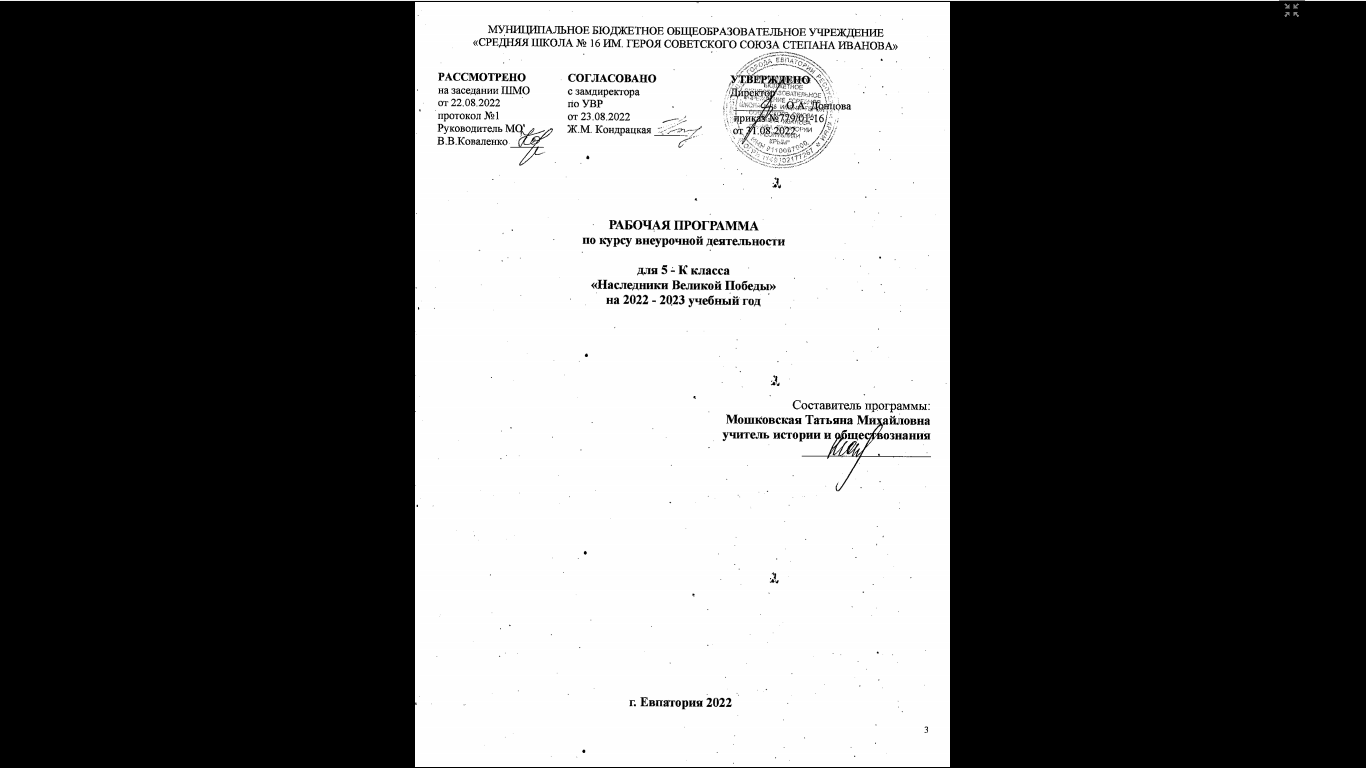 МУНИЦИПАЛЬНОЕ БЮДЖЕТНОЕ ОБЩЕОБРАЗОВАТЕЛЬНОЕ УЧРЕЖДЕНИЕ
«СРЕДНЯЯ ШКОЛА № 16 ИМ. ГЕРОЯ СОВЕТСКОГО СОЮЗА СТЕПАНА ИВАНОВА»
РАССМОТРЕНО
на заседании ШМО
от 22.08.2022
протокол №1
Руководитель МО
В.В.Коваленко
СОГЛАСОВАНО
с замдиректора
по УВР
от 23.08.2022
Ж.М. Кондрацкая
УТВЕРЖДЕНО
Директор
О.А. Донцова
приказ №779/01-16
от 31.08.2022
РАБОЧАЯ ПРОГРАММА
по курсу внеурочной деятельности
для 5 - К класса
«Наследники Великой Победы»
на 2022 - 2023 учебный год
Составитель программы:
Мошковская Татьяна Михайловна
учитель истории и обществознания
г. Евпатория 2022
3